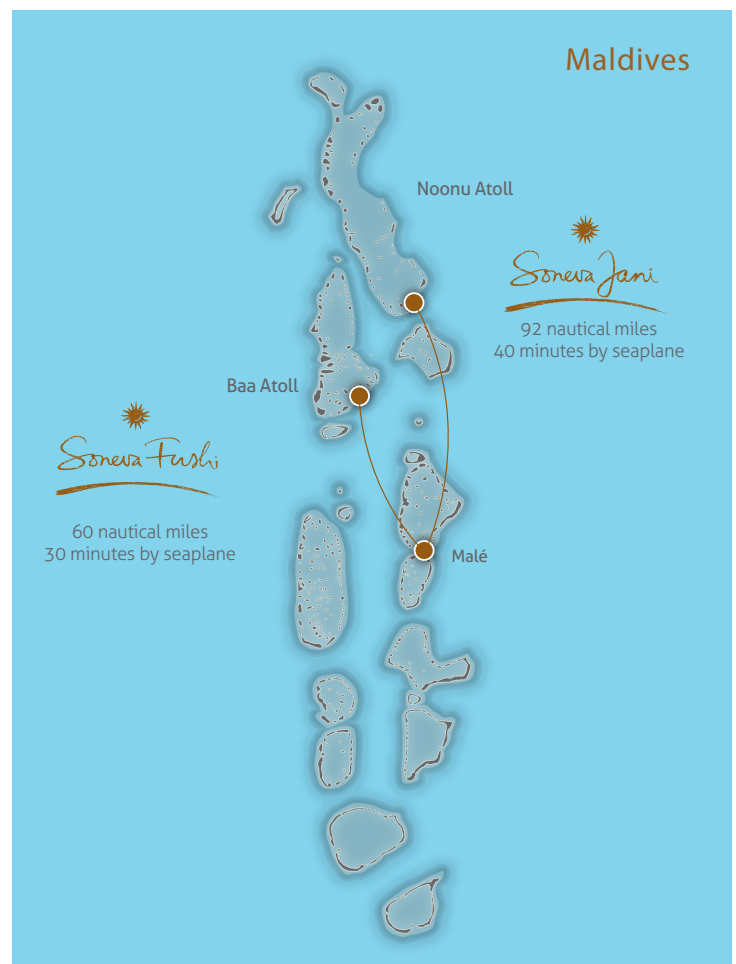 Maldives
Noonu Atoll
Soneva Jani
92 nautical miles
40 minutes by seaplane
Baa Atoll
Soneva Fushi
60 nautical miles
30 minutes by seaplane
Malé